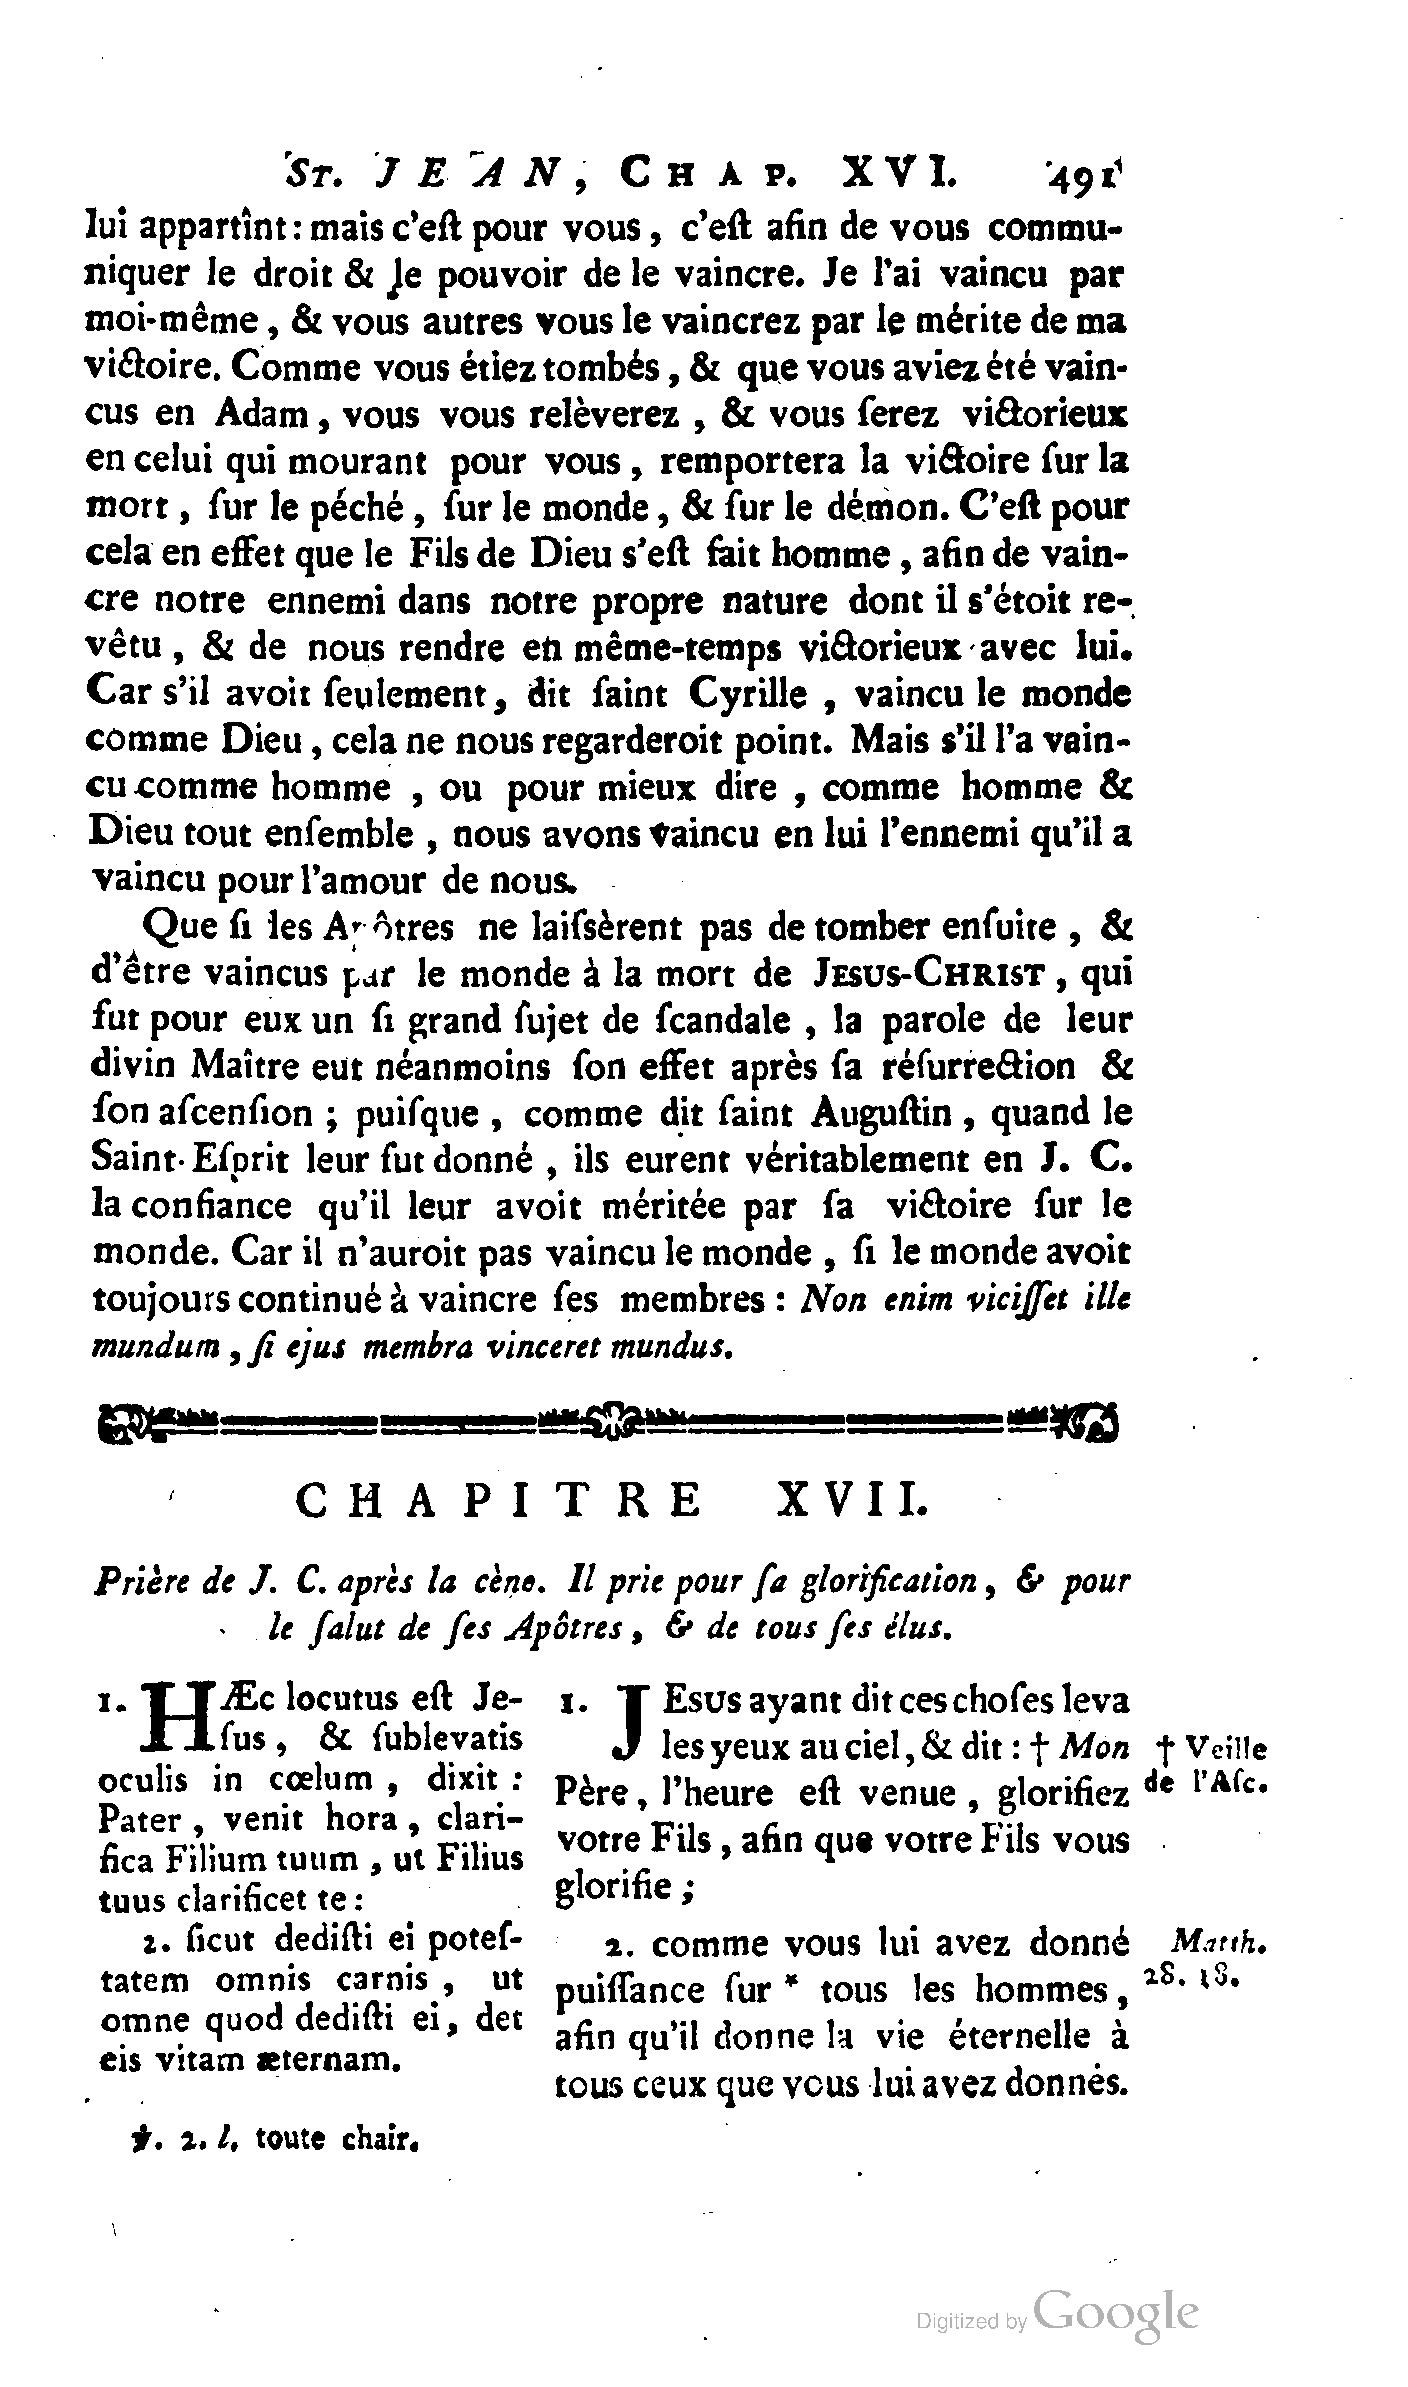 ST. JEAN, CHAP. XVI. 491
lui appartînt : mais c'eſt pour vous, c'eſt afin de vous commu-
niquer le droit & le pouvoir de le vaincre. Je l'ai vaincu par
moi-même, & vous autres vous le vaincrez par le mérite de ma
victoire. Comme vous étiez tombés, & que vous aviez été vain-
cus en Adam, vous vous relèverez, & vous ſerez victorieux
en celui qui mourant pour vous, remportera la victoire ſur la
mort, ſur le péché, ſur le monde, & ſur le démon. C'eſt pour
cela en effet que le Fils de Dieu s'eſt fait homme, afin de vain-
cre notre ennemi dans notre propre nature dont il s'étoit re-
vêtu, & de nous rendre en même-temps victorieux avec lui.
Car s'il avoit ſeulement, dit ſaint Cyrille, vaincu le monde
comme Dieu, cela ne nous regarderoit point. Mais s'il l'a vain-
cu comme homme, ou pour mieux dire, comme homme &
Dieu tout enſemble, nous avons vaincu en lui l'ennemi qu'il a
vaincu pour l'amour de nous.
Que ſi les Apôtres ne laiſsèrent pas de tomber enſuite, &
d'être vaincus par le monde à la mort de JESUS-CHRIST, qui
fut pour eux un ſi grand ſujet de ſcandale, la parole de leur
divin Maître eut néanmoins ſon effet après ſa réſurrection &
ſon aſcenſion ; puiſque, comme dit ſaint Auguſtin, quand le
Saint-Eſprit leur fut donné, ils eurent véritablement en J. C.
la confiance qu'il leur avoit méritée par ſa victoire ſur le
monde. Car il n'auroit pas vaincu le monde, ſi le monde avoit
toujours continué à vaincre ſes membres : Non enim viciſſet ille
mundum, ſi ejus membra vinceret mundus.
CHAPITRE XVII.
Prière de J. C. après la cène. Il prie pour ſa glorification, & pour
le ſalut de ſes Apôtres, & de tous ſes élus.
1. HÆc locutus eſt Je-
ſus, & ſublevatis
oculis in cœlum, dixit :
Pater, venit hora, clari-
fica Filium tuum, ut Filius
tuus clarificet te :
2. ſicut dediſti ei poteſ-
tatem omnis carnis, ut
omne quod dediſti ei, det
eis vitam æternam.
1. JEsus ayant dit ces choſes leva
les yeux au ciel, & dit : † Mon
Père, l'heure eſt venue, glorifiez
votre Fils, afin que votre Fils vous
glorifie ;
2. comme vous lui avez donné
puiſſance ſur * tous les hommes,
afin qu'il donne la vie éternelle à
tous ceux que vous lui avez donnés.
† Veille
de l'Aſc.
Matth.
28. 18.
℣. 2. l. toute chair.
Digitized by Google